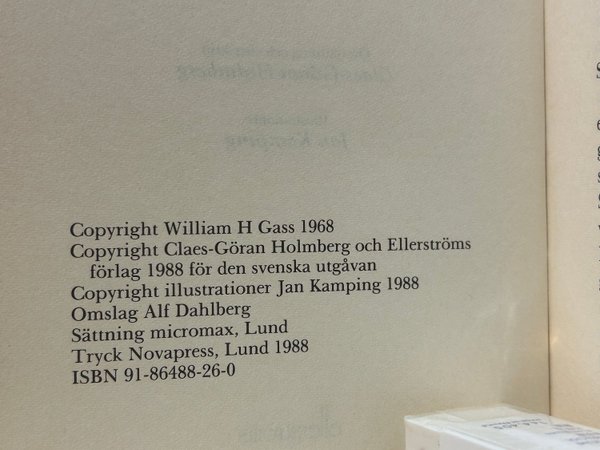 Copyright William H Gass 1968
Copyright Claes-Göran Holmberg och Ellerströms
förlag 1988 för den svenska utgåvan
Copyright illustrationer Jan Kamping 1988
Omslag Alf Dahlberg
Sättning micromax, Lund
Tryck Novapress, Lund 1988
ISBN 91-86488-26-0